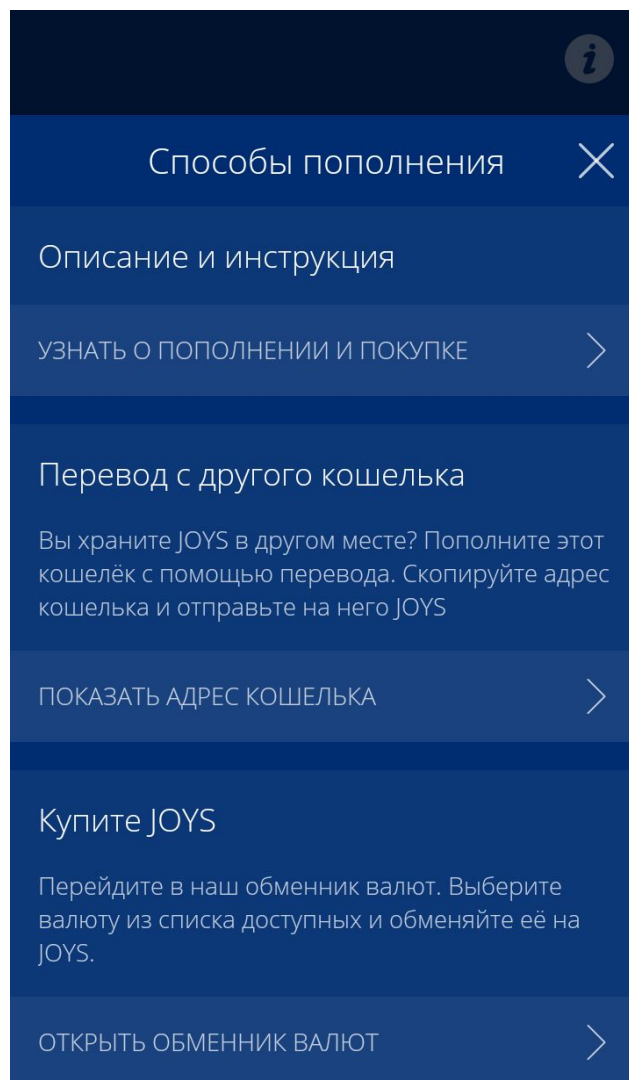 Способы пополнения
Описание и инструкция
УЗНАТЬ О ПОПОЛНЕНИИ И ПОКУПКЕ
Перевод с другого кошелька
Вы храните JOYS в другом месте? Пополните этот
кошелёк с помощью перевода. Скопируйте адрес
кошелька и отправьте на него JOYS
ПОКАЗАТЬ АДРЕС КОШЕЛЬКА
Купите JOYS
Перейдите в наш обменник валют. Выберите
валюту из списка доступных и обменяйте её на
JOYS.
ОТКРЫТЬ ОБМЕННИК ВАЛЮТ